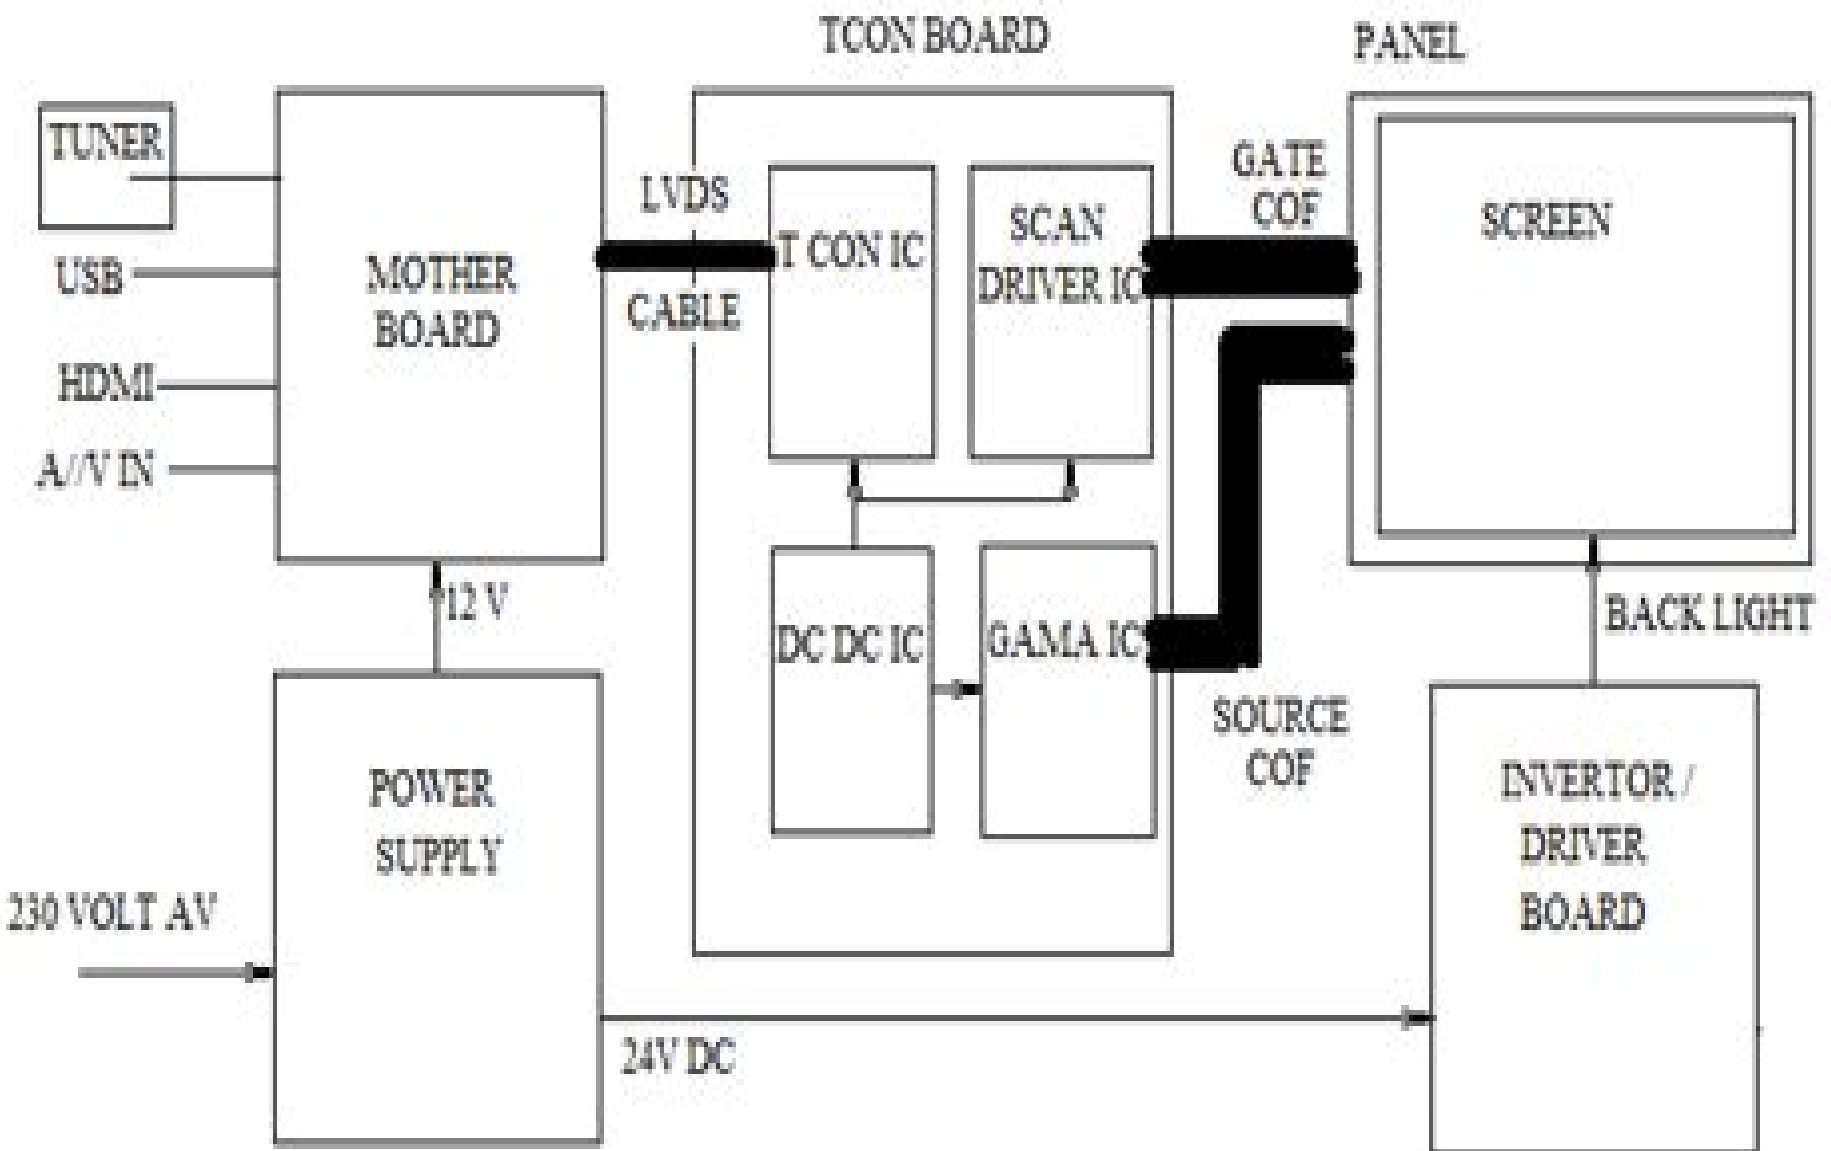 TCON BOARD
PANEL
TUNER
USB
HDMI
A//V IN
MOTHER
BOARD
LVDS
CABLE
T CON IC
SCAN
DRIVER IC
GATE
COF
SCREEN
12 V
DC DC IC
GAMA IC
SOURCE
COF
BACK LIGHT
POWER
SUPPLY
230 VOLT AV
24V DC
INVERTOR /
DRIVER
BOARD